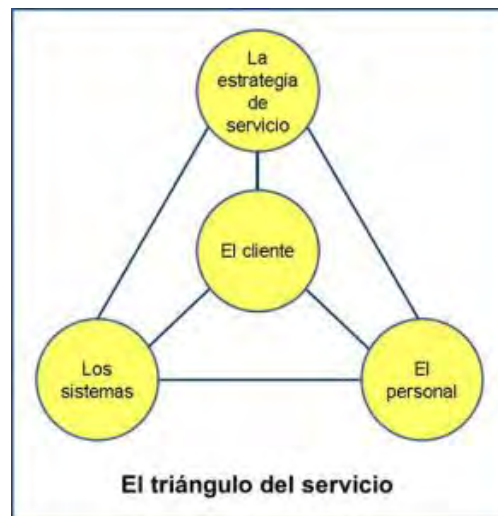 La
estrategia
de
servicio
El cliente
Los
sistemas
El
personal
El triángulo del servicio